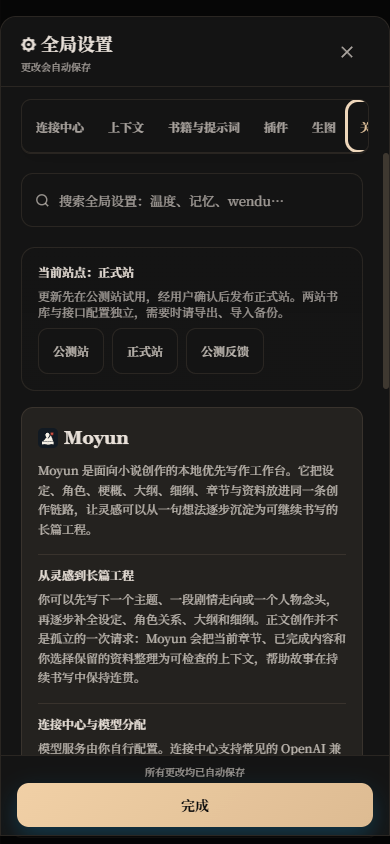 全局设置
更改会自动保存
连接中心 上下文 书籍与提示词 插件 生图
搜索全局设置：温度、记忆、wendu…
当前站点：正式站
更新先在公测站试用，经用户确认后发布正式站。两站书
库与接口配置独立，需要时请导出、导入备份。
公测站 正式站 公测反馈
Moyun
Moyun 是面向小说创作的本地优先写作工作台。它把设
定、角色、梗概、大纲、细纲、章节与资料放进同一条创
作链路，让灵感可以从一句想法逐步沉淀为可继续书写的
长篇工程。
从灵感到长篇工程
你可以先写下一个主题、一段剧情走向或一个人物念头，
再逐步补全设定、角色关系、大纲和细纲。正文创作并不
是孤立的一次请求：Moyun 会把当前章节、已完成内容和
你选择保留的资料整理为可检查的上下文，帮助故事在持
续书写中保持连贯。
连接中心与模型分配
模型服务由你自行配置。连接中心支持常见的 OpenAI 兼
所有更改均已自动保存
完成